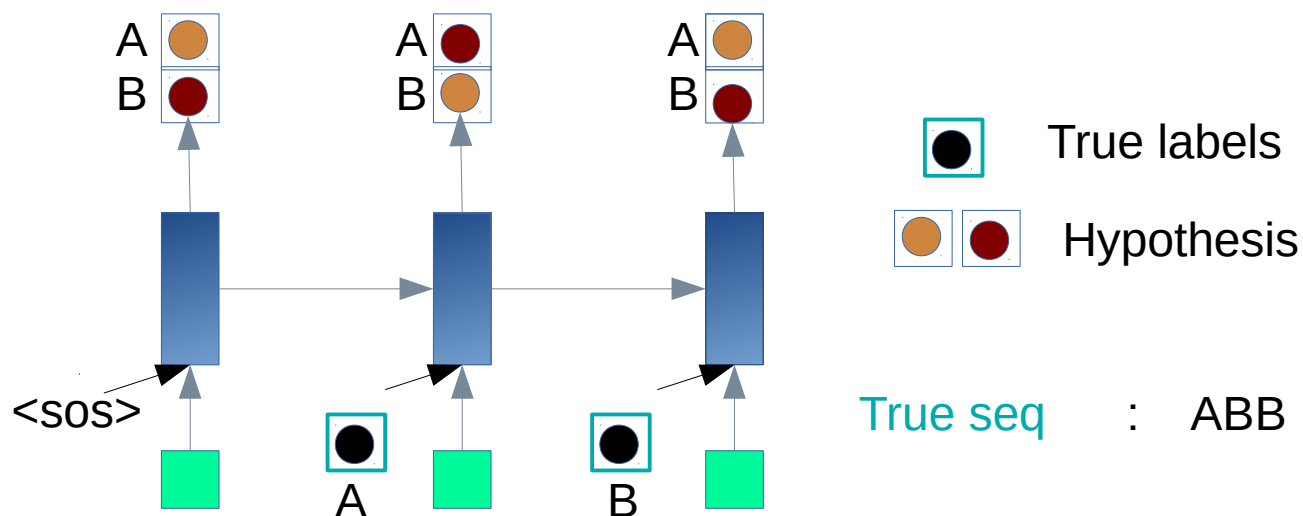 A A A
B B B
True labels
Hypothesis
<sos>
True seq : ABB
A B